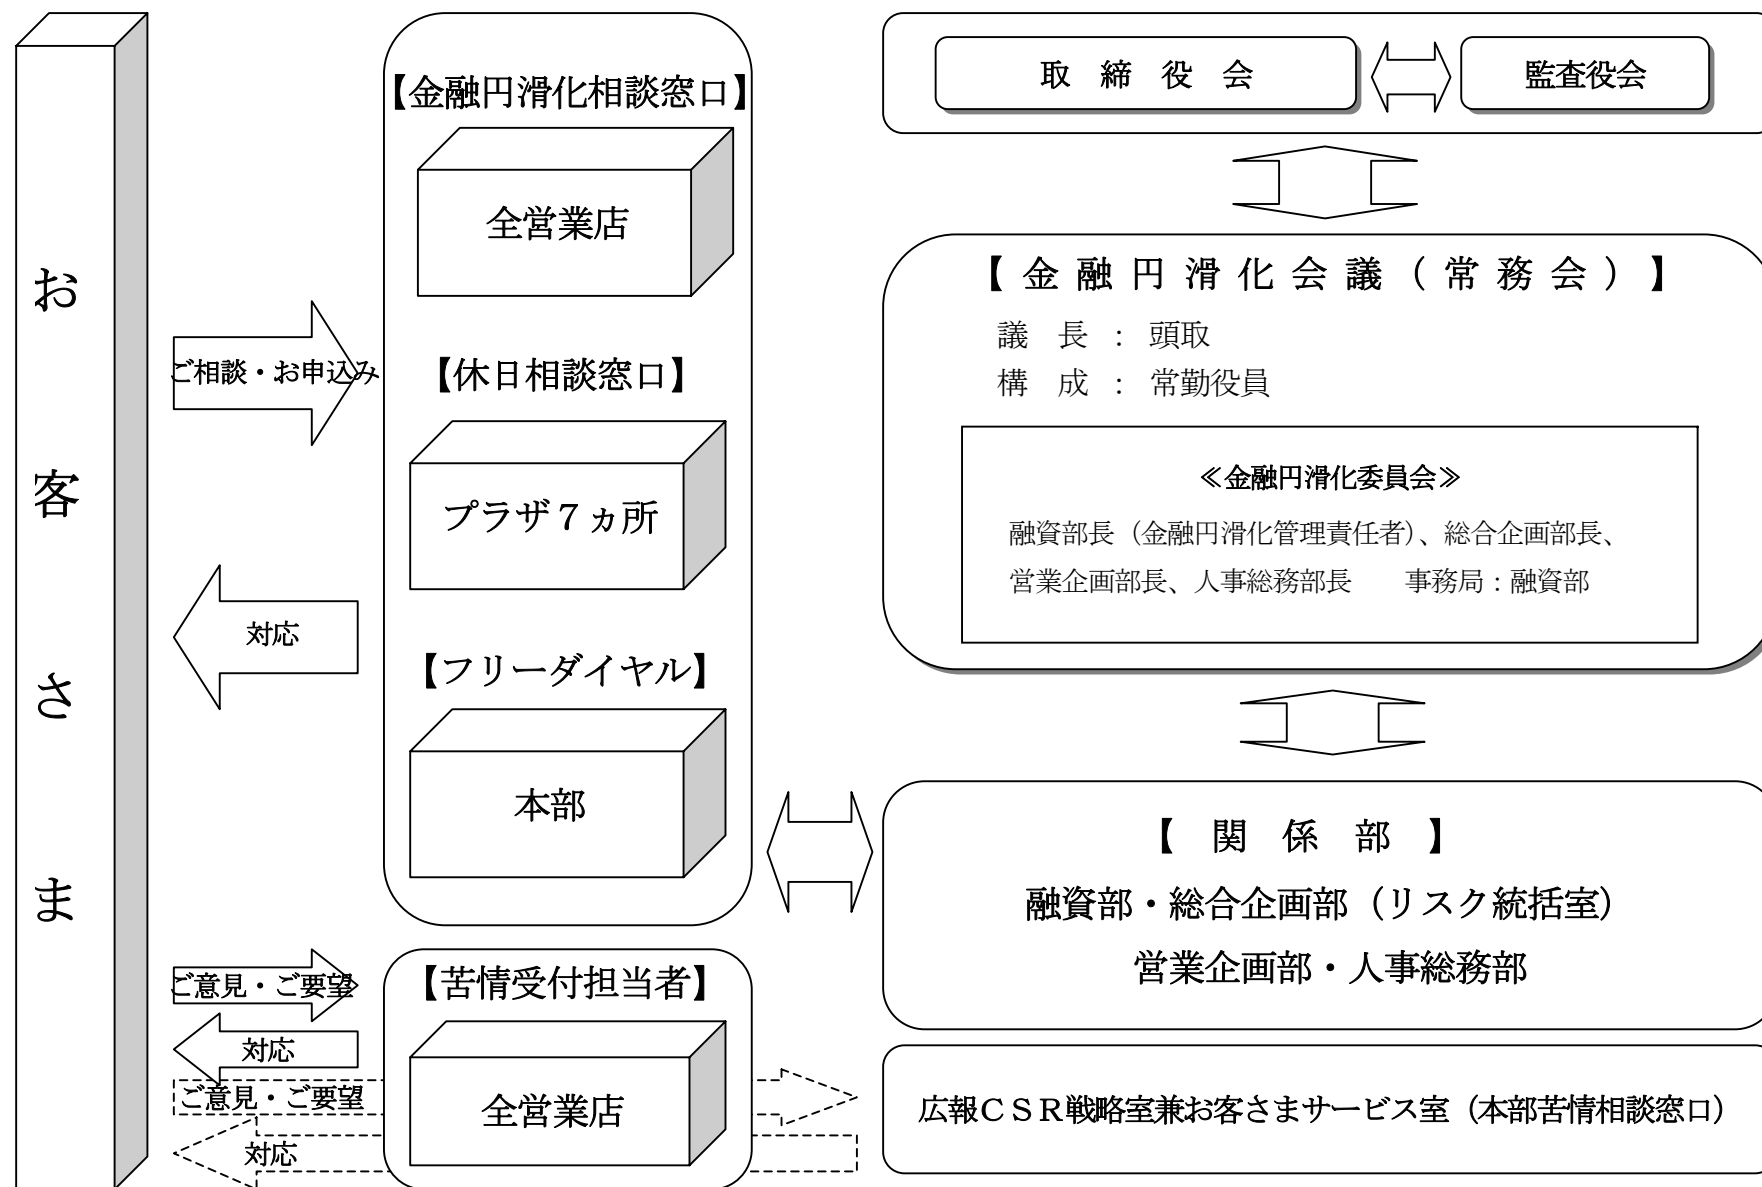 お客さま
ご相談・お申込み
対応
ご意見・ご要望
対応
ご意見・ご要望
対応
【金融円滑化相談窓口】
全営業店
【休日相談窓口】
プラザ７ヵ所
【フリーダイヤル】
本部
【苦情受付担当者】
全営業店
取　締　役　会
監査役会
【金融円滑化会議（常務会）】
議　長　：　頭取
構　成　：　常勤役員
≪金融円滑化委員会≫
融資部長（金融円滑化管理責任者）、総合企画部長、
営業企画部長、人事総務部長　　事務局：融資部
【　関　係　部　】
融資部・総合企画部（リスク統括室）
営業企画部・人事総務部
広報ＣＳＲ戦略室兼お客さまサービス室（本部苦情相談窓口）